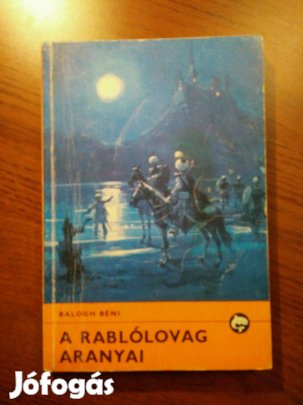 BALOGH BÉNI
A RABLÓLOVAG
ARANYAI
Jófogás